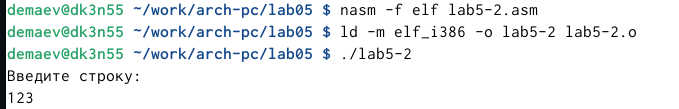 demaev@dk3n55 ~/work/arch-pc/lab05 $ nasm -f elf lab5-2.asm
demaev@dk3n55 ~/work/arch-pc/lab05 $ ld -m elf_i386 -o lab5-2 lab5-2.o
demaev@dk3n55 ~/work/arch-pc/lab05 $ ./lab5-2
Введите строку:
123